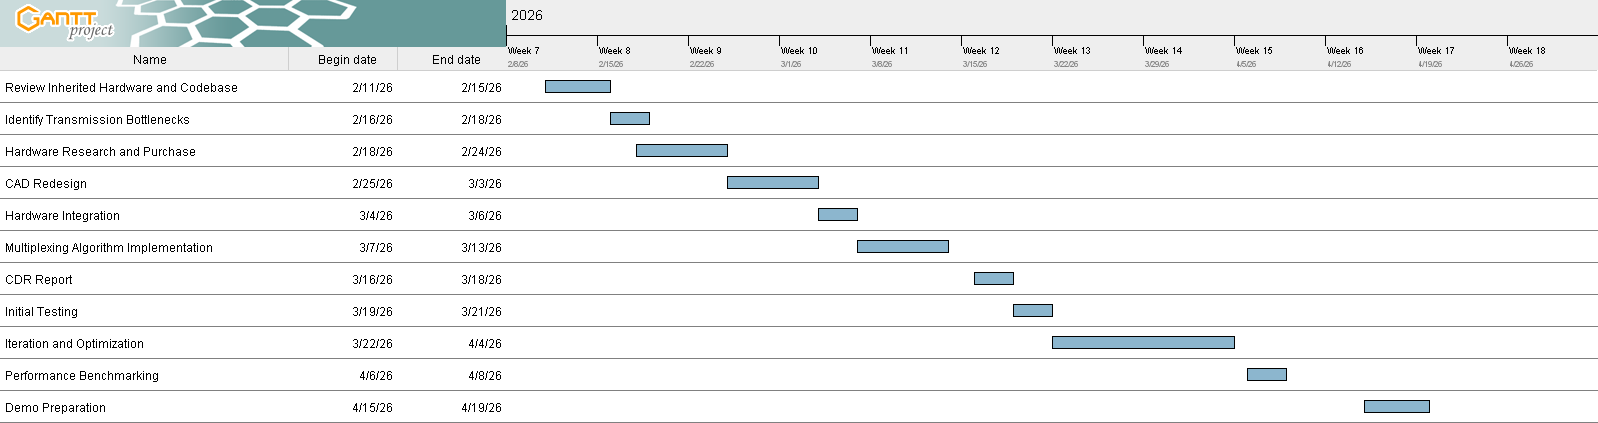 GANTT project
2026
Week 7 Week 8 Week 9 Week 10 Week 11 Week 12 Week 13 Week 14 Week 15 Week 16 Week 17 Week 18
2/8/26 2/15/26 2/22/26 3/1/26 3/8/26 3/15/26 3/22/26 3/29/26 4/5/26 4/12/26 4/19/26 4/26/26
Name Begin date End date
Review Inherited Hardware and Codebase 2/11/26 2/15/26
Identify Transmission Bottlenecks 2/16/26 2/18/26
Hardware Research and Purchase 2/18/26 2/24/26
CAD Redesign 2/25/26 3/3/26
Hardware Integration 3/4/26 3/6/26
Multiplexing Algorithm Implementation 3/7/26 3/13/26
CDR Report 3/16/26 3/18/26
Initial Testing 3/19/26 3/21/26
Iteration and Optimization 3/22/26 4/4/26
Performance Benchmarking 4/6/26 4/8/26
Demo Preparation 4/15/26 4/19/26